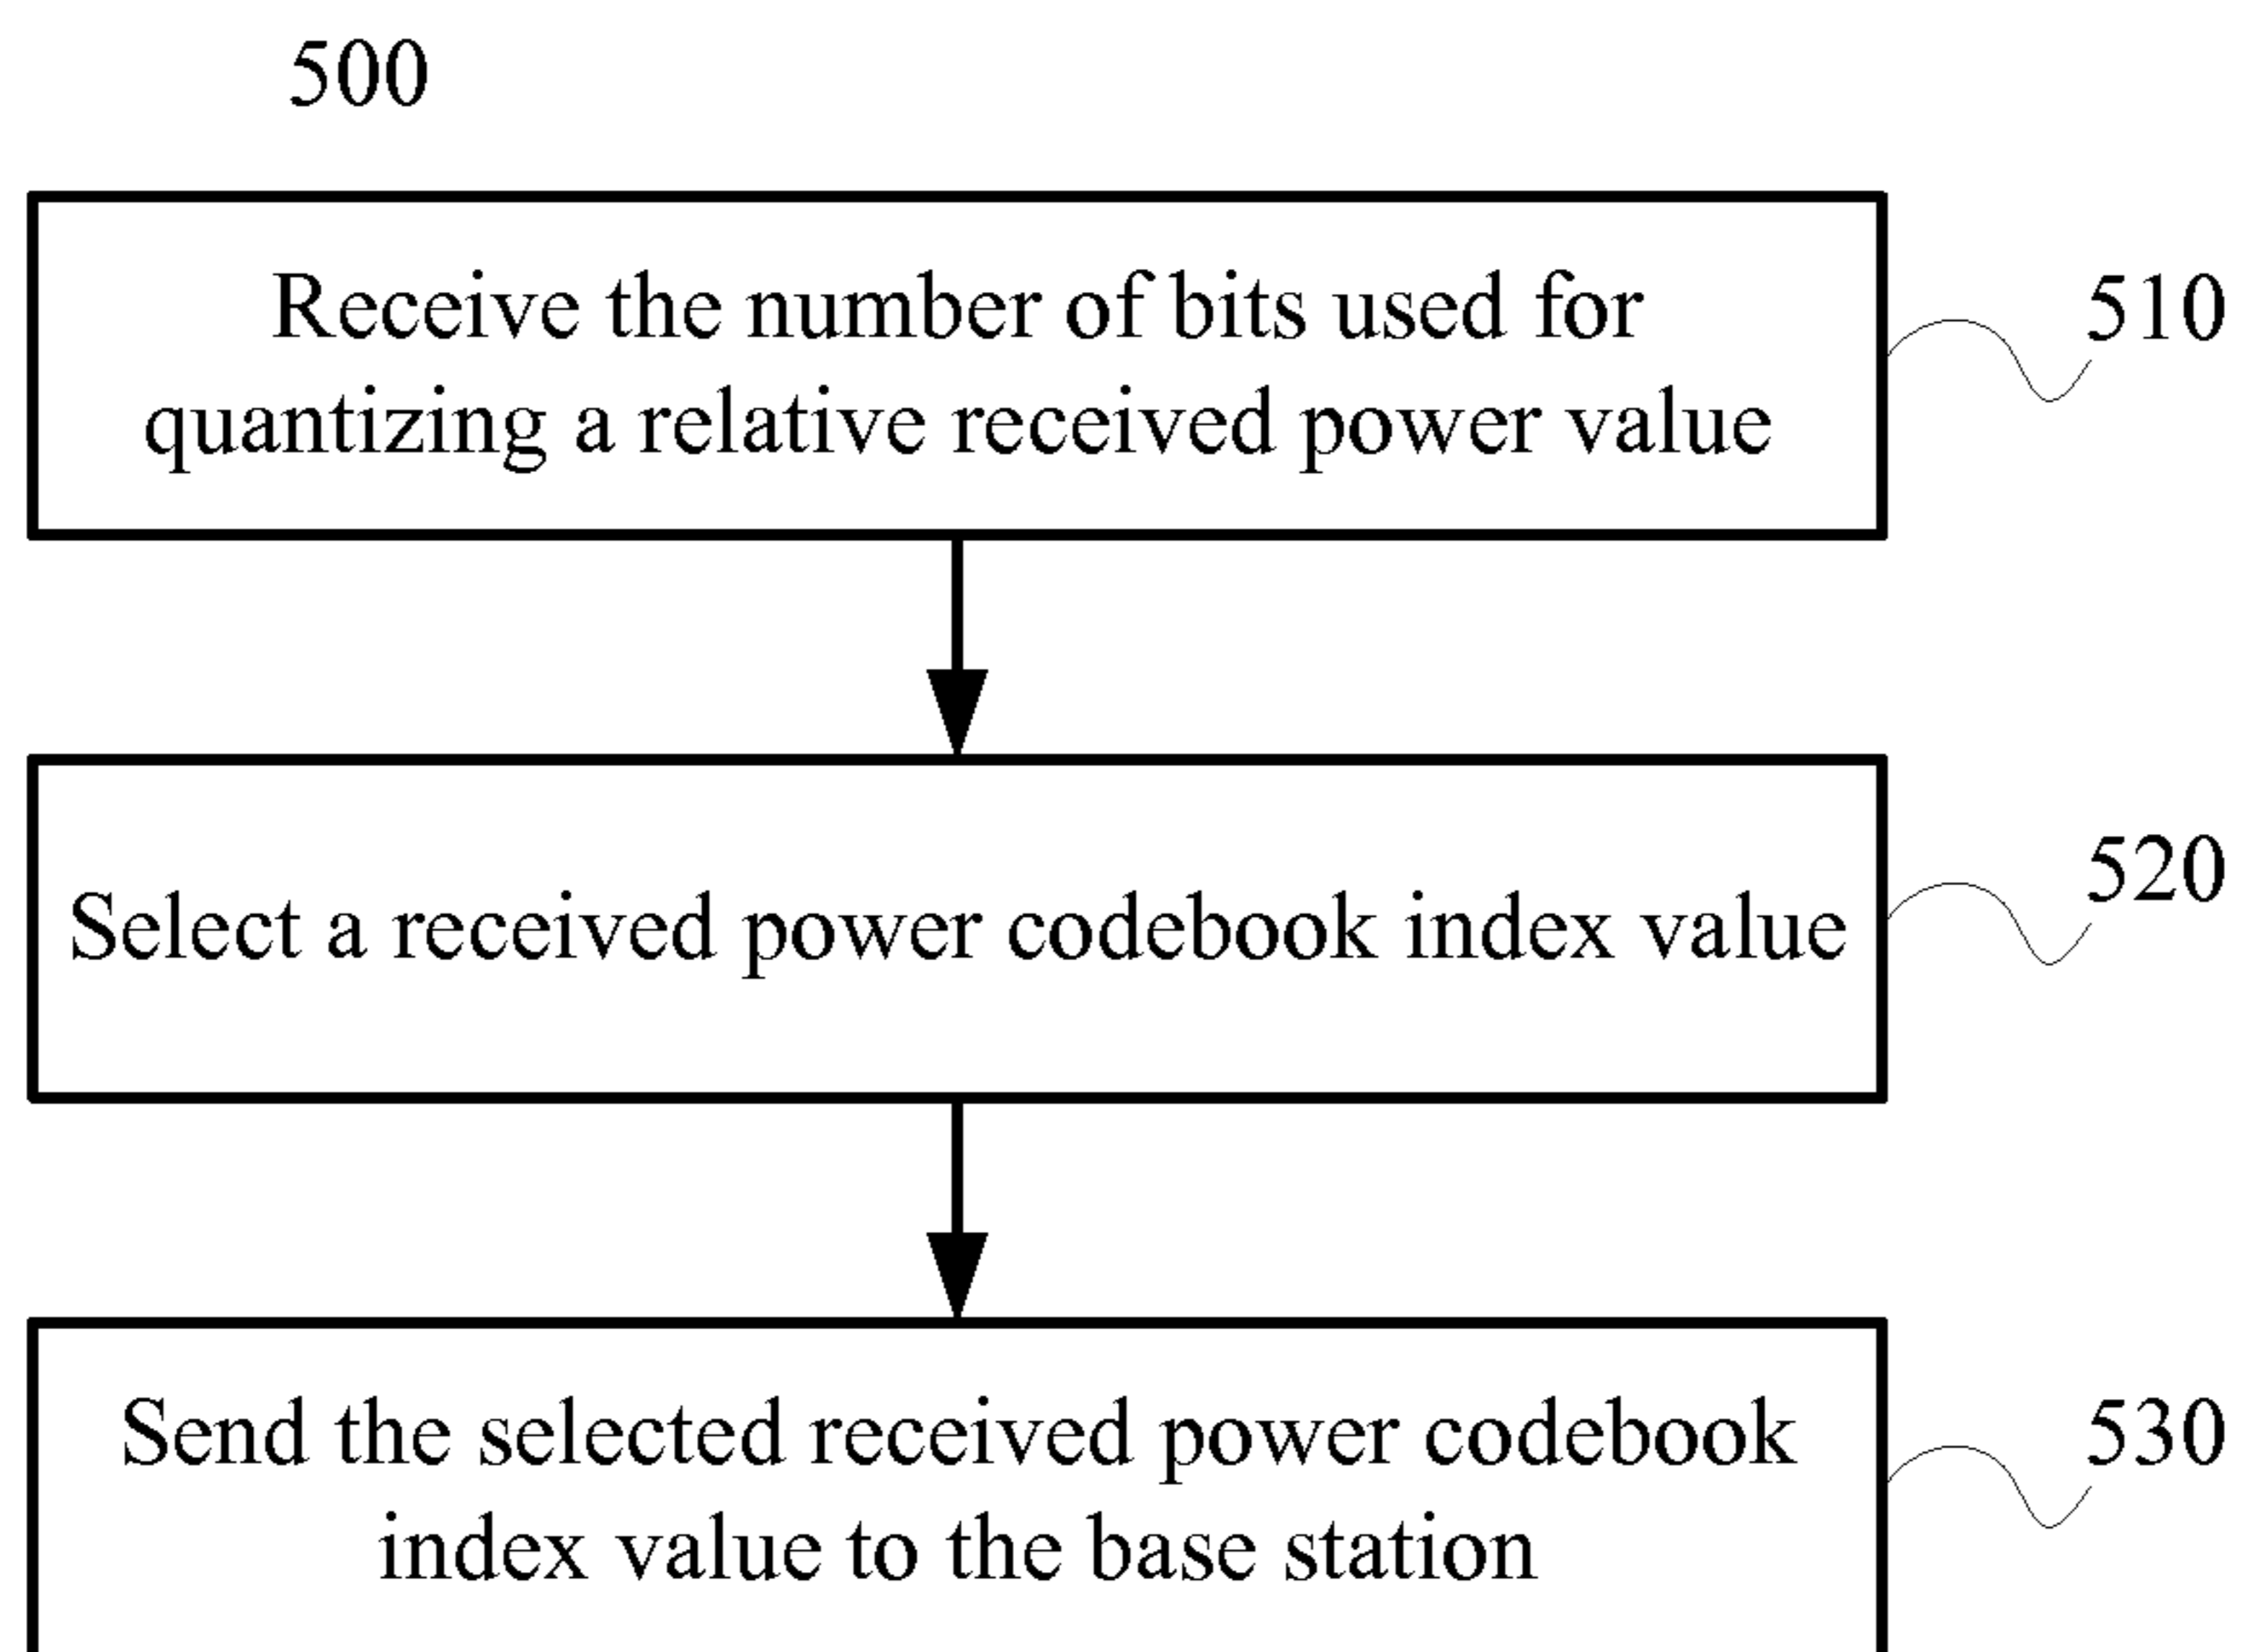 500
Receive the number of bits used for
quantizing a relative received power value
510
Select a received power codebook index value
520
Send the selected received power codebook
index value to the base station
530